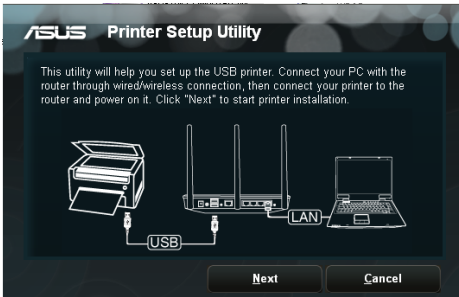 ASUS Printer Setup Utility
This utility will help you set up the USB printer. Connect your PC with the
router through wired/wireless connection, then connect your printer to the
router and power on it. Click "Next" to start printer installation.
LAN
USB
Next Cancel